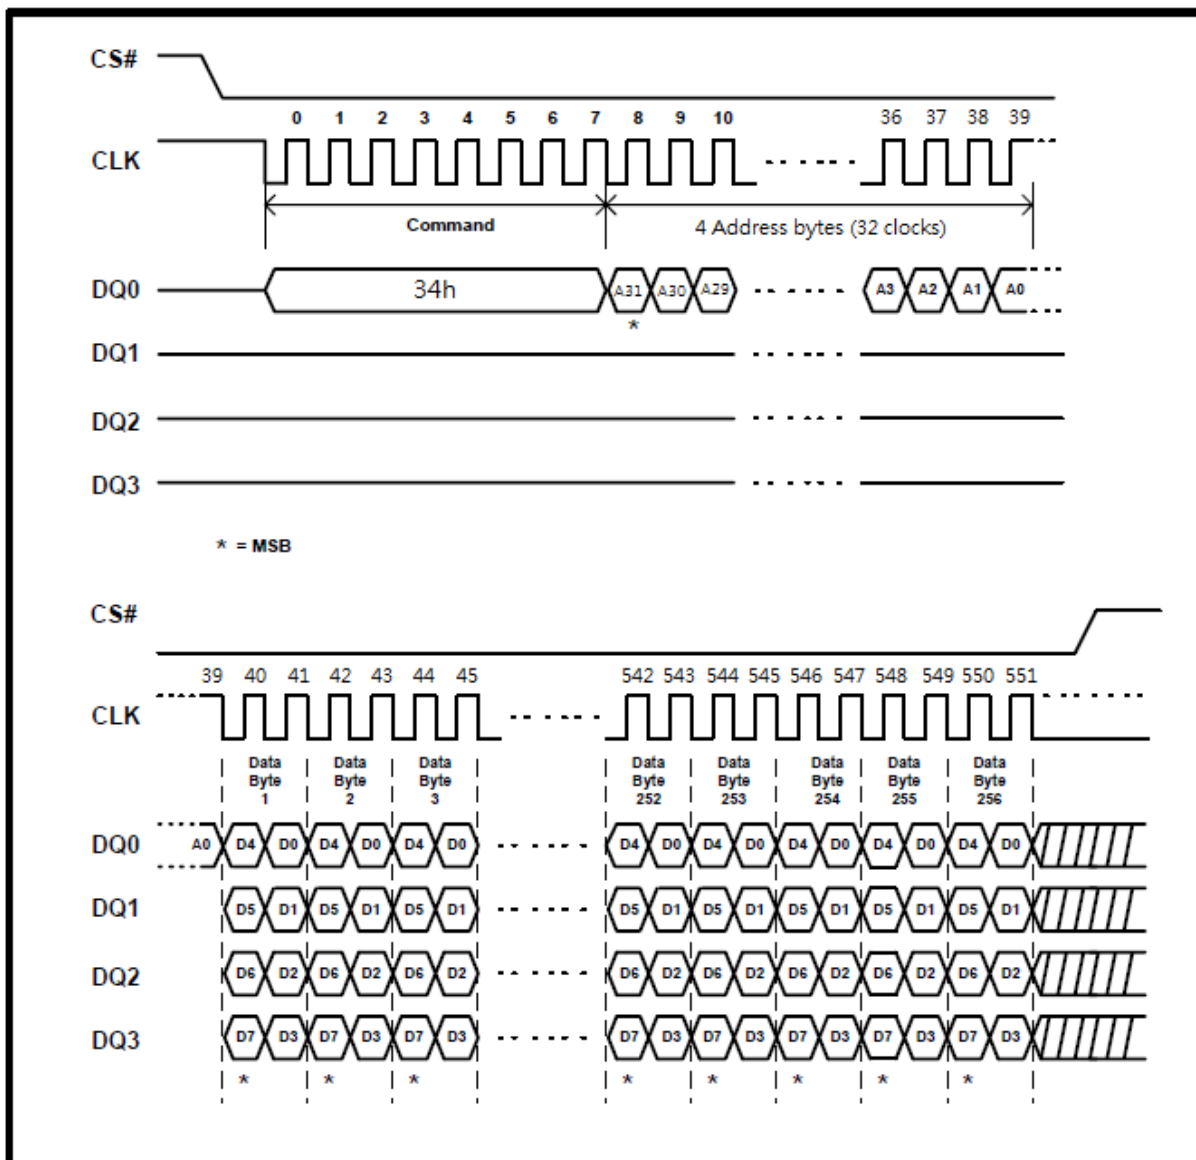 CS#
0 1 2 3 4 5 6 7 8 9 10 36 37 38 39
CLK
Command 4 Address bytes (32 clocks)
DQ0 34h A31 A30 A29 A3 A2 A1 A0
*
DQ1
DQ2
DQ3
* = MSB
CS#
39 40 41 42 43 44 45 542 543 544 545 546 547 548 549 550 551
CLK
Data Data Data Data Data Data Data Data
Byte Byte Byte Byte Byte Byte Byte Byte
1 2 3 252 253 254 255 256
DQ0 A0 D4 D0 D4 D0 D4 D0 D4 D0 D4 D0 D4 D0 D4 D0 D4 D0
DQ1 D5 D1 D5 D1 D5 D1 D5 D1 D5 D1 D5 D1 D5 D1 D5 D1
DQ2 D6 D2 D6 D2 D6 D2 D6 D2 D6 D2 D6 D2 D6 D2 D6 D2
DQ3 D7 D3 D7 D3 D7 D3 D7 D3 D7 D3 D7 D3 D7 D3 D7 D3
* * * * * * * *